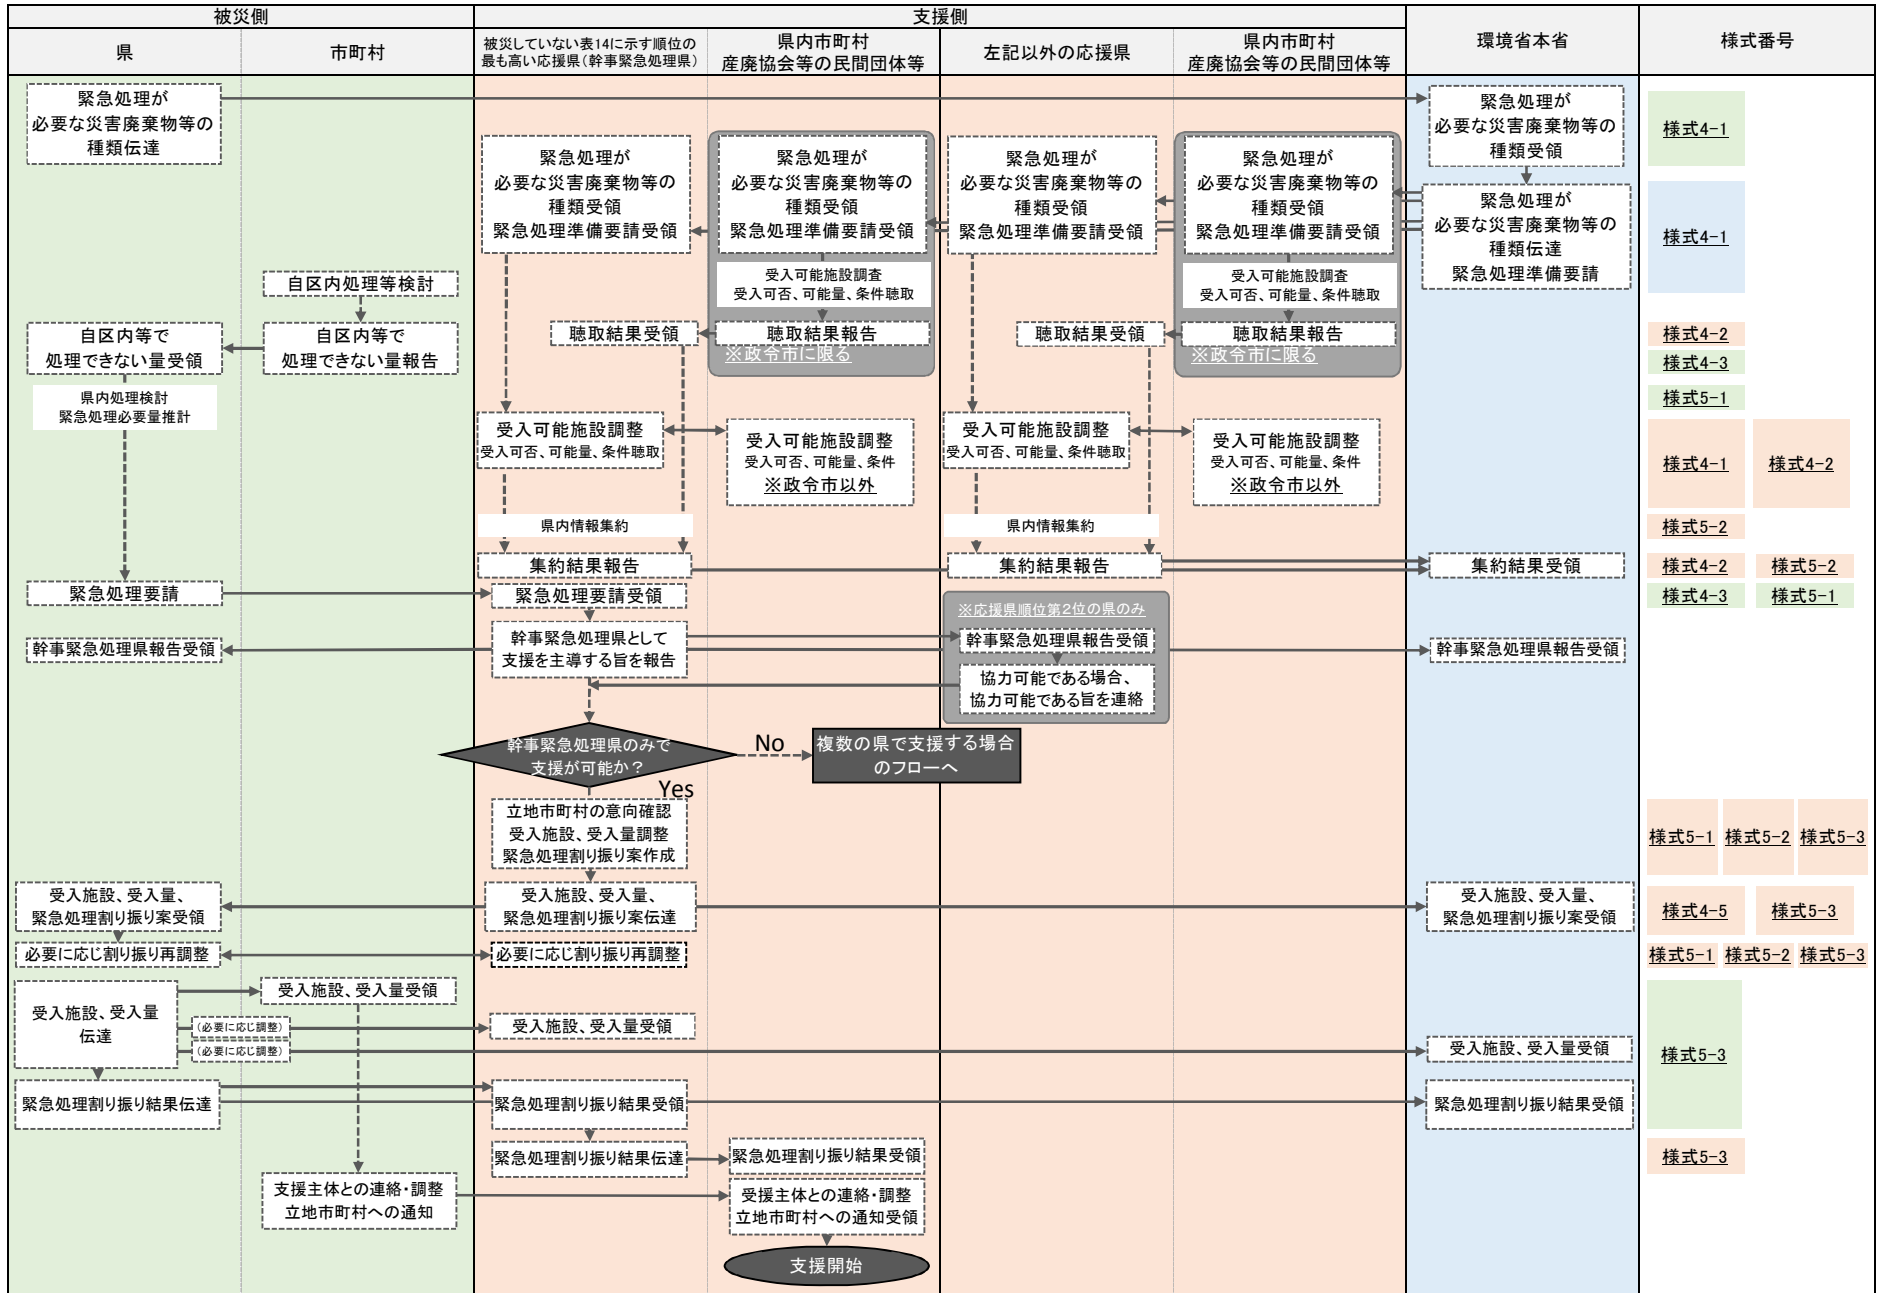 被災側
支援側
県
市町村
被災していない表14に示す順位の
最も高い応援県(幹事緊急処理県)
県内市町村
産廃協会等の民間団体等
左記以外の応援県
県内市町村
産廃協会等の民間団体等
環境省本省
様式番号
緊急処理が
必要な災害廃棄物等の
種類伝達
緊急処理が
必要な災害廃棄物等の
種類受領
様式4-1
緊急処理が
必要な災害廃棄物等の
種類受領
緊急処理準備要請受領
緊急処理が
必要な災害廃棄物等の
種類受領
緊急処理準備要請受領
緊急処理が
必要な災害廃棄物等の
種類受領
緊急処理準備要請受領
緊急処理が
必要な災害廃棄物等の
種類受領
緊急処理準備要請受領
緊急処理が
必要な災害廃棄物等の
種類伝達
緊急処理準備要請
様式4-1
自区内処理等検討
受入可能施設調査
受入可否、可能量、条件聴取
受入可能施設調査
受入可否、可能量、条件聴取
自区内等で
処理できない量受領
自区内等で
処理できない量報告
聴取結果受領
聴取結果報告
※政令市に限る
聴取結果受領
聴取結果報告
※政令市に限る
様式4-2
様式4-3
県内処理検討
緊急処理必要量推計
様式5-1
受入可能施設調整
受入可否、可能量、条件聴取
受入可能施設調整
受入可否、可能量、条件
※政令市以外
受入可能施設調整
受入可否、可能量、条件聴取
受入可能施設調整
受入可否、可能量、条件
※政令市以外
様式4-1
様式4-2
県内情報集約
県内情報集約
様式5-2
集約結果報告
集約結果報告
集約結果受領
様式4-2
様式5-2
緊急処理要請
緊急処理要請受領
様式4-3
様式5-1
※応援県順位第2位の県のみ
幹事緊急処理県報告受領
幹事緊急処理県として
支援を主導する旨を報告
幹事緊急処理県報告受領
幹事緊急処理県報告受領
協力可能である場合、
協力可能である旨を連絡
幹事緊急処理県のみで
支援が可能か?
No
複数の県で支援する場合
のフローへ
Yes
立地市町村の意向確認
受入施設、受入量調整
緊急処理割り振り案作成
様式5-1
様式5-2
様式5-3
受入施設、受入量、
緊急処理割り振り案受領
受入施設、受入量、
緊急処理割り振り案伝達
受入施設、受入量、
緊急処理割り振り案受領
様式4-5
様式5-3
必要に応じ割り振り再調整
必要に応じ割り振り再調整
様式5-1
様式5-2
様式5-3
受入施設、受入量
伝達
受入施設、受入量受領
(必要に応じ調整)
受入施設、受入量受領
(必要に応じ調整)
受入施設、受入量受領
様式5-3
緊急処理割り振り結果伝達
緊急処理割り振り結果受領
緊急処理割り振り結果受領
緊急処理割り振り結果伝達
緊急処理割り振り結果受領
様式5-3
支援主体との連絡・調整
立地市町村への通知
受援主体との連絡・調整
立地市町村への通知受領
支援開始